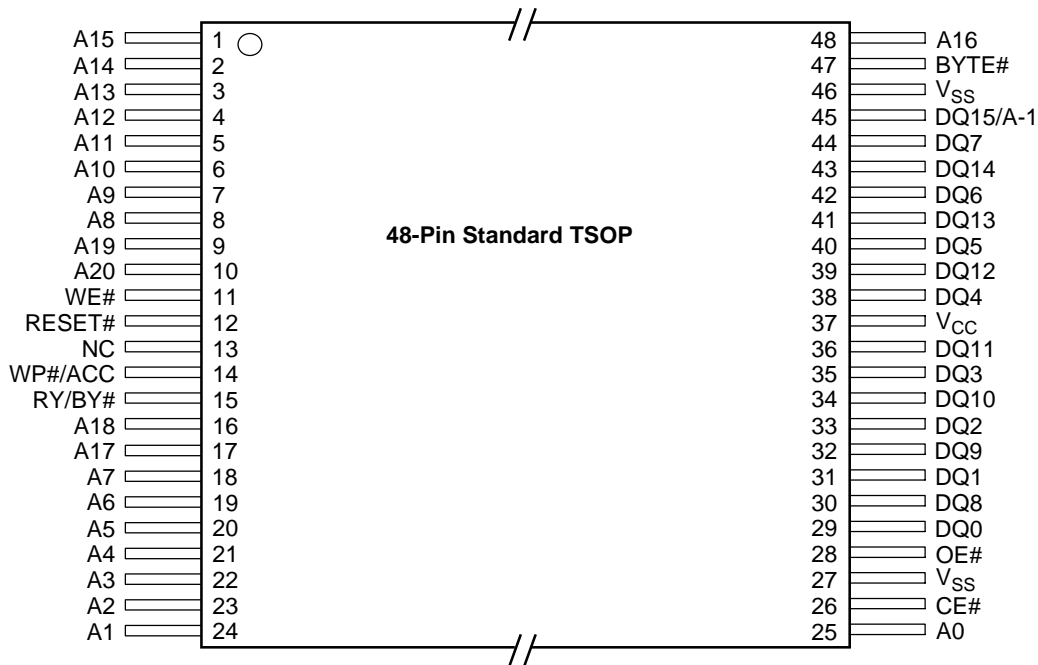 A15 1 48 A16
A14 2 47 BYTE#
A13 3 46 VSS
A12 4 45 DQ15/A-1
A11 5 44 DQ7
A10 6 43 DQ14
A9 7 42 DQ6
A8 8 41 DQ13
48-Pin Standard TSOP
A19 9 40 DQ5
A20 10 39 DQ12
WE# 11 38 DQ4
RESET# 12 37 VCC
NC 13 36 DQ11
WP#/ACC 14 35 DQ3
RY/BY# 15 34 DQ10
A18 16 33 DQ2
A17 17 32 DQ9
A7 18 31 DQ1
A6 19 30 DQ8
A5 20 29 DQ0
A4 21 28 OE#
A3 22 27 VSS
A2 23 26 CE#
A1 24 25 A0